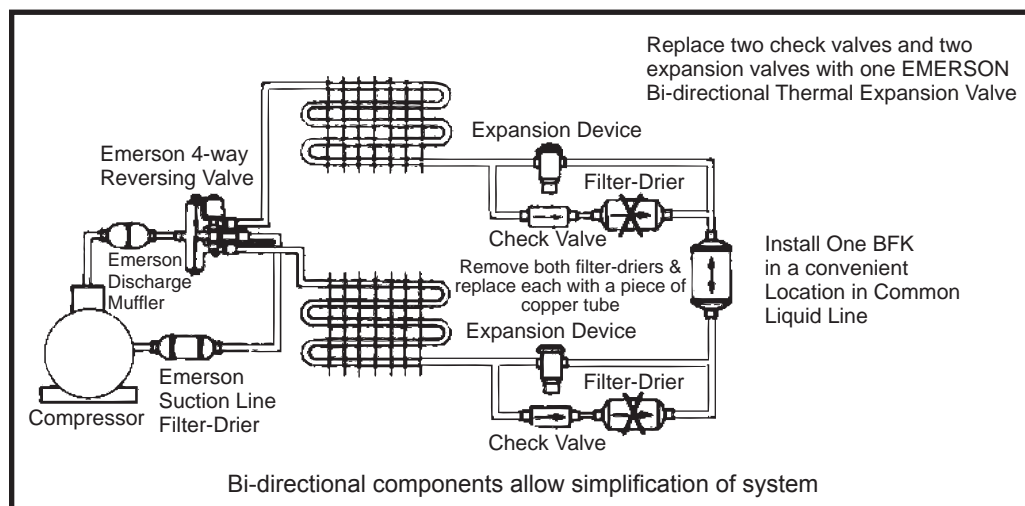 Replace two check valves and two
expansion valves with one EMERSON
Bi-directional Thermal Expansion Valve
Expansion Device
Emerson 4-way
Reversing Valve
Filter-Drier
Check Valve
Emerson
Discharge
Muffler
Remove both filter-driers &
replace each with a piece of
copper tube
Install One BFK
in a convenient
Location in Common
Liquid Line
Expansion Device
Filter-Drier
Emerson
Suction Line
Filter-Drier
Compressor
Check Valve
Bi-directional components allow simplification of system